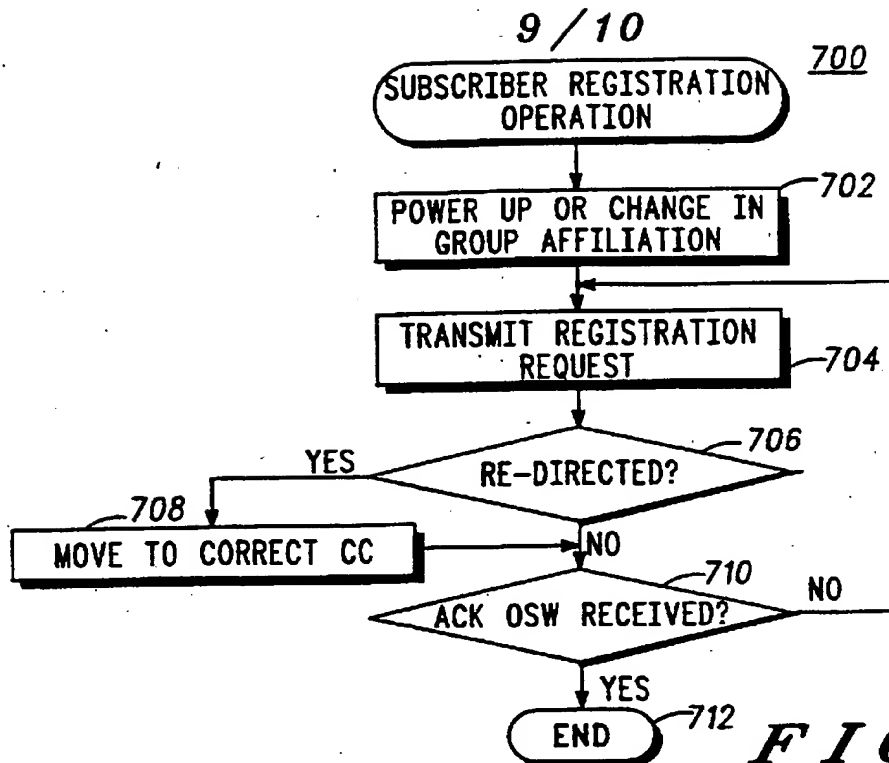 9/10
700
SUBSCRIBER REGISTRATION
OPERATION
702
POWER UP OR CHANGE IN
GROUP AFFILIATION
TRANSMIT REGISTRATION
REQUEST
704
706
YES
RE-DIRECTED?
708
MOVE TO CORRECT CC
NO
710
ACK OSW RECEIVED?
NO
YES
END
712